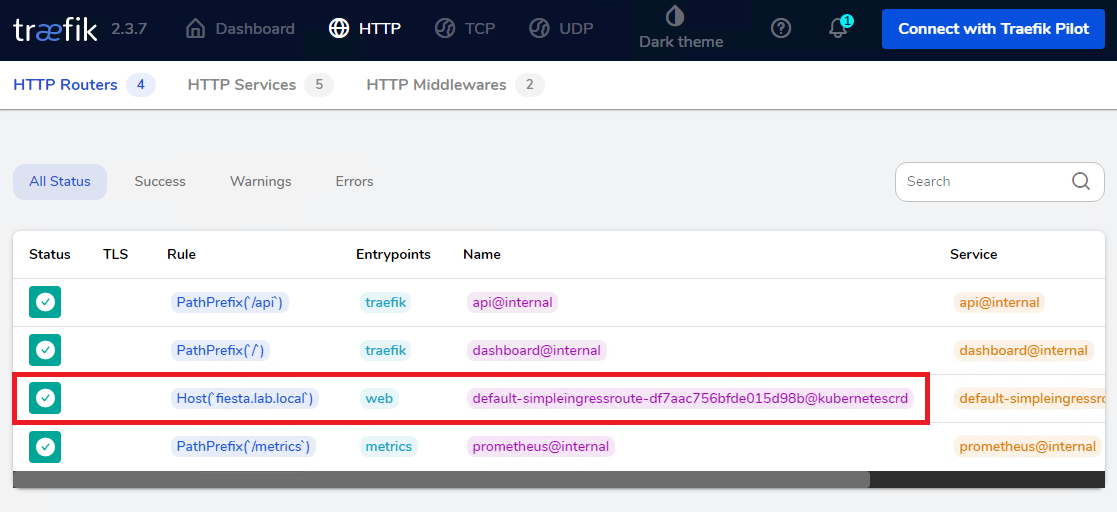 træfik 2.3.7 Dashboard HTTP TCP UDP Dark theme ? 1 Connect with Traefik Pilot
HTTP Routers 4 HTTP Services 5 HTTP Middlewares 2
All Status Success Warnings Errors Search
Status TLS Rule Entrypoints Name Service
PathPrefix(`/api`) traefik api@internal api@internal
PathPrefix(`/`) traefik dashboard@internal dashboard@internal
Host(`fiesta.lab.local`) web default-simpleingressroute-df7aac756bfde015d98b@kubernetescrd default-simpleingressro
PathPrefix(`/metrics`) metrics prometheus@internal prometheus@internal